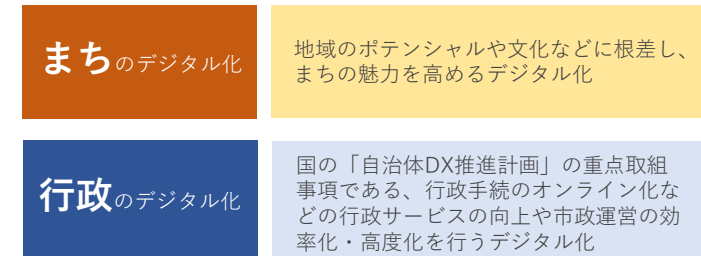 まちのデジタル化
地域のポテンシャルや文化などに根差し、
まちの魅力を高めるデジタル化
行政のデジタル化
国の「自治体DX推進計画」の重点取組
事項である、行政手続のオンライン化な
どの行政サービスの向上や市政運営の効
率化・高度化を行うデジタル化